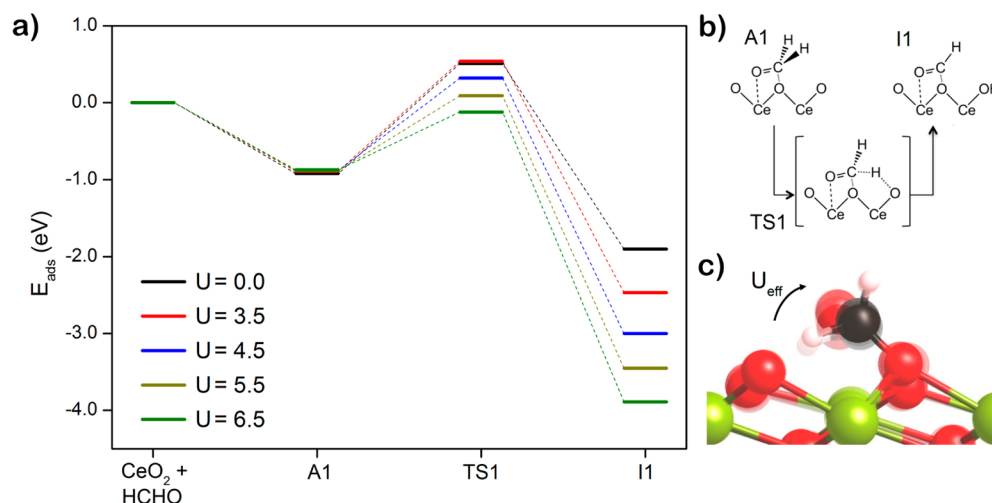 a)
1.0
0.0
-1.0
-2.0
-3.0
-4.0
E_ads (eV)
U = 0.0
U = 3.5
U = 4.5
U = 5.5
U = 6.5
CeO₂ +
HCHO
A1
TS1
I1
b)
A1
H
H
O
C
O
O
O
Ce
Ce
I1
H
O
C
O
O
OH
Ce
Ce
TS1
H
O
C
H
O
O
O
Ce
Ce
c)
U_eff